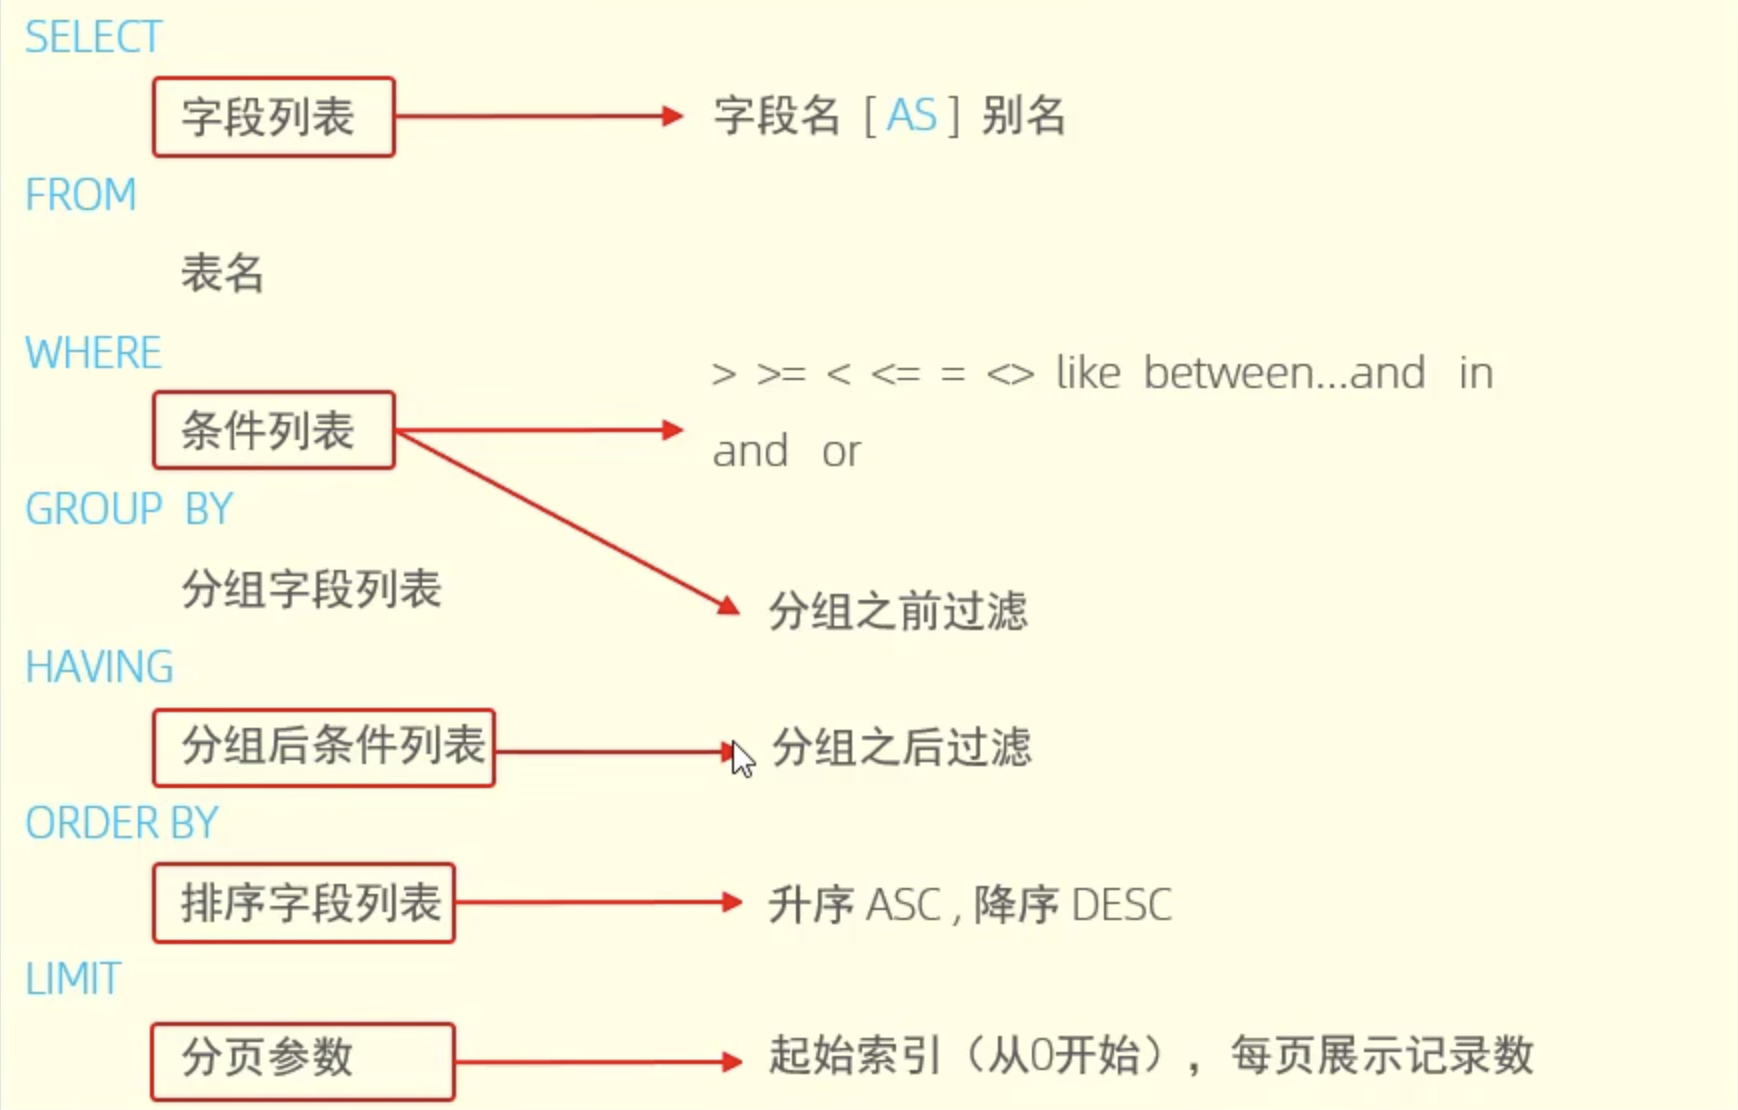 SELECT
字段列表 字段名 [ AS ] 别名
FROM
表名
WHERE
> >= < <= = <> like between...and in
条件列表
and or
GROUP BY
分组字段列表
分组之前过滤
HAVING
分组后条件列表 分组之后过滤
ORDER BY
排序字段列表 升序 ASC , 降序 DESC
LIMIT
分页参数 起始索引（从0开始），每页展示记录数